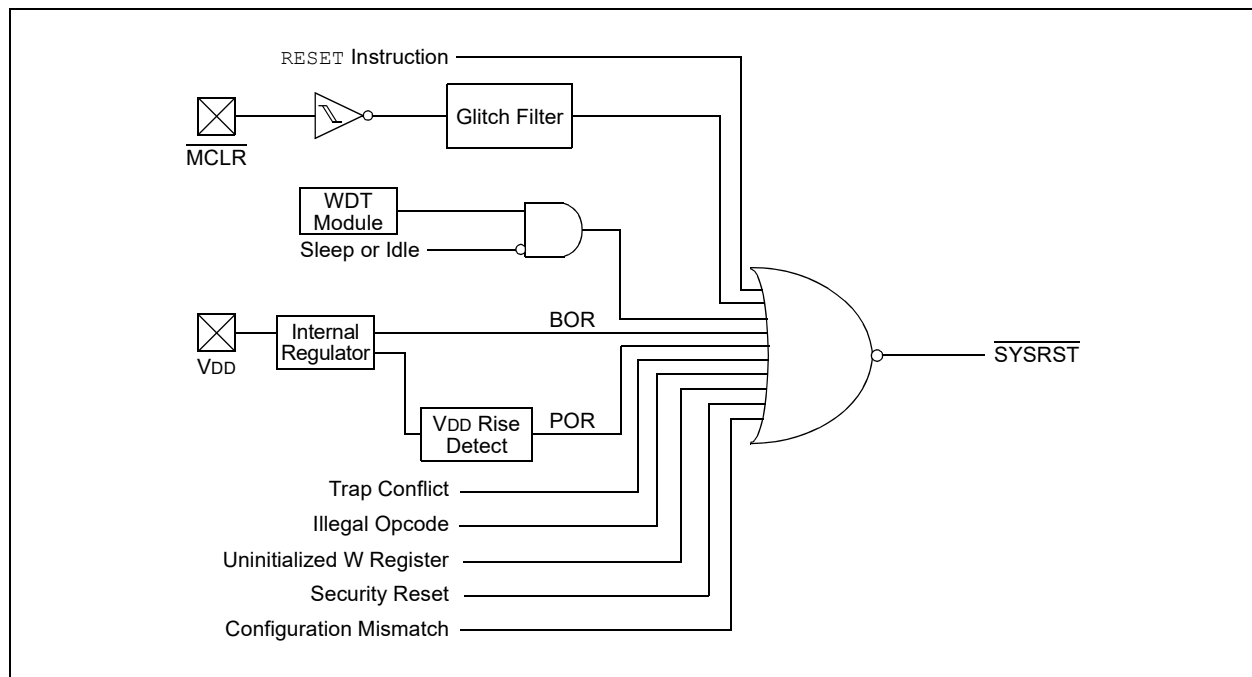 RESET Instruction
Glitch Filter
MCLR
WDT
Module
Sleep or Idle
BOR
Internal
Regulator
VDD
SYSRST
POR
VDD Rise
Detect
Trap Conflict
Illegal Opcode
Uninitialized W Register
Security Reset
Configuration Mismatch